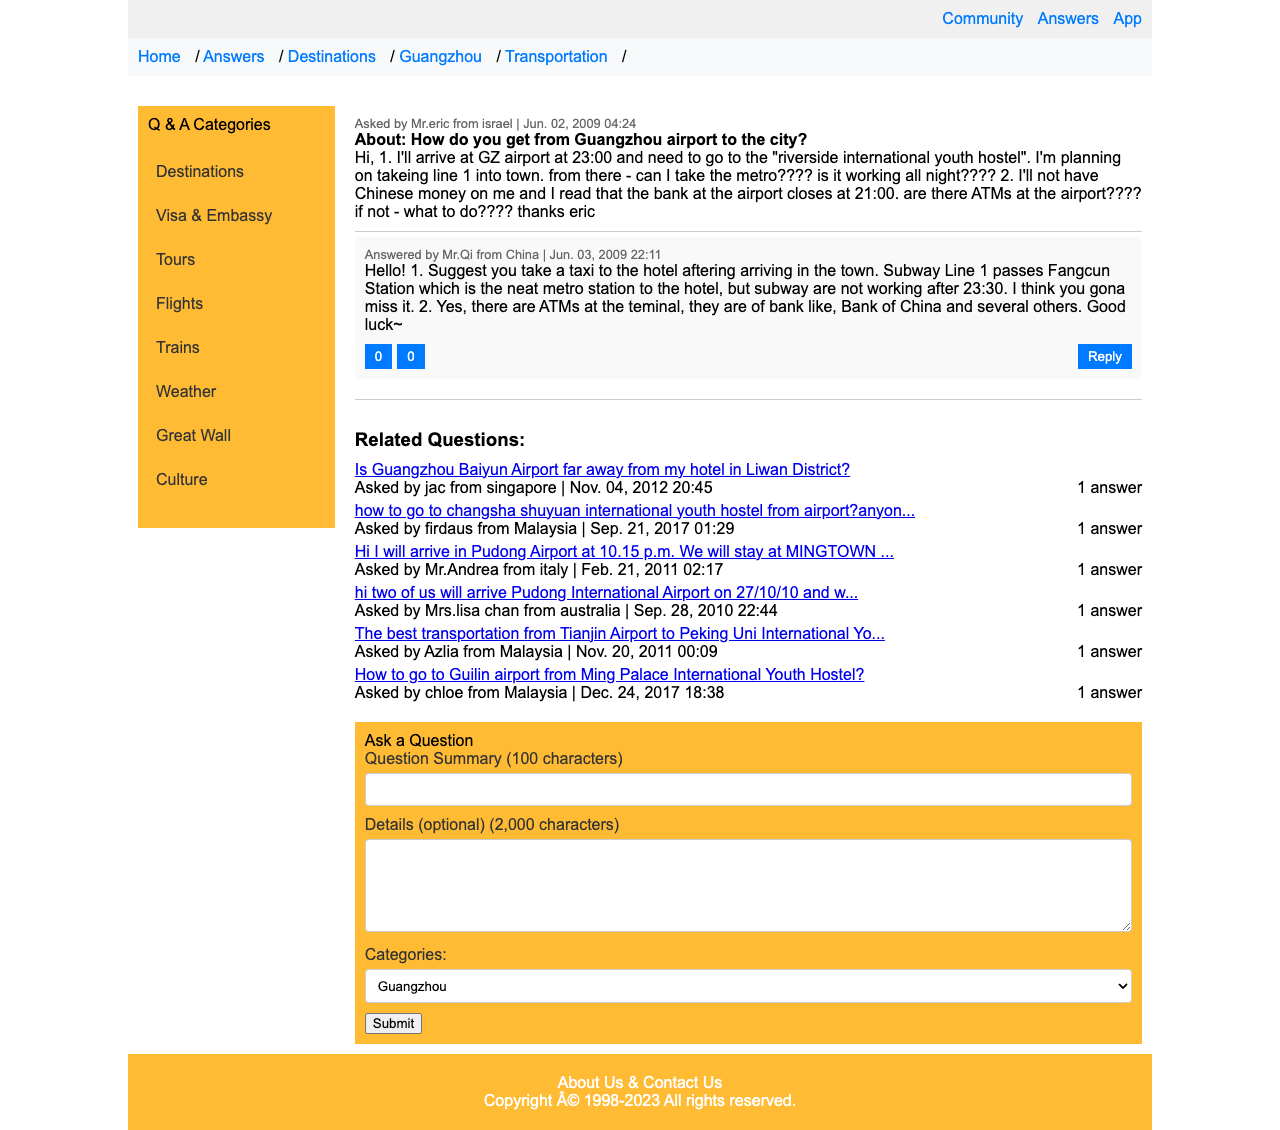 Community Answers App
Home / Answers / Destinations / Guangzhou / Transportation /
Q & A Categories
Destinations
Visa & Embassy
Tours
Flights
Trains
Weather
Great Wall
Culture
Asked by Mr.eric from israel | Jun. 02, 2009 04:24
About: How do you get from Guangzhou airport to the city?
Hi, 1. I'll arrive at GZ airport at 23:00 and need to go to the "riverside international youth hostel". I'm planning
on takeing line 1 into town. from there - can I take the metro???? is it working all night???? 2. I'll not have
Chinese money on me and I read that the bank at the airport closes at 21:00. are there ATMs at the airport????
if not - what to do???? thanks eric
Answered by Mr.Qi from China | Jun. 03, 2009 22:11
Hello! 1. Suggest you take a taxi to the hotel aftering arriving in the town. Subway Line 1 passes Fangcun
Station which is the neat metro station to the hotel, but subway are not working after 23:30. I think you gona
miss it. 2. Yes, there are ATMs at the teminal, they are of bank like, Bank of China and several others. Good
luck~
0 0 Reply
Related Questions:
Is Guangzhou Baiyun Airport far away from my hotel in Liwan District?
Asked by jac from singapore | Nov. 04, 2012 20:45 1 answer
how to go to changsha shuyuan international youth hostel from airport?anyon...
Asked by firdaus from Malaysia | Sep. 21, 2017 01:29 1 answer
Hi I will arrive in Pudong Airport at 10.15 p.m. We will stay at MINGTOWN ...
Asked by Mr.Andrea from italy | Feb. 21, 2011 02:17 1 answer
hi two of us will arrive Pudong International Airport on 27/10/10 and w...
Asked by Mrs.lisa chan from australia | Sep. 28, 2010 22:44 1 answer
The best transportation from Tianjin Airport to Peking Uni International Yo...
Asked by Azlia from Malaysia | Nov. 20, 2011 00:09 1 answer
How to go to Guilin airport from Ming Palace International Youth Hostel?
Asked by chloe from Malaysia | Dec. 24, 2017 18:38 1 answer
Ask a Question
Question Summary (100 characters)
Details (optional) (2,000 characters)
Categories:
Guangzhou
Submit
About Us & Contact Us
Copyright Â© 1998-2023 All rights reserved.